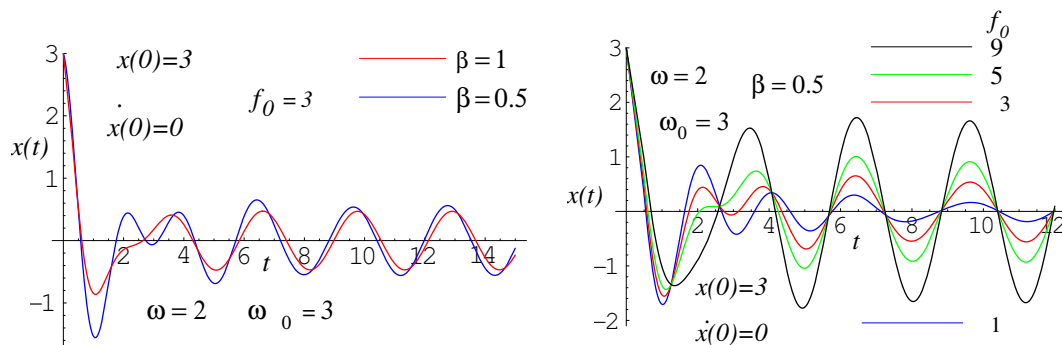 3
x(0)=3
β = 1
f₀ = 3
β = 0.5
2
ẋ(0)=0
x(t)
1
2 4 6 8 10 12 14
t
−1
ω = 2 ω₀ = 3
f₀
3
9
ω = 2
β = 0.5
5
2
3
ω₀ = 3
1
x(t)
2 4 6 8 10 12
t
−1
x(0)=3
ẋ(0)=0
1
−2